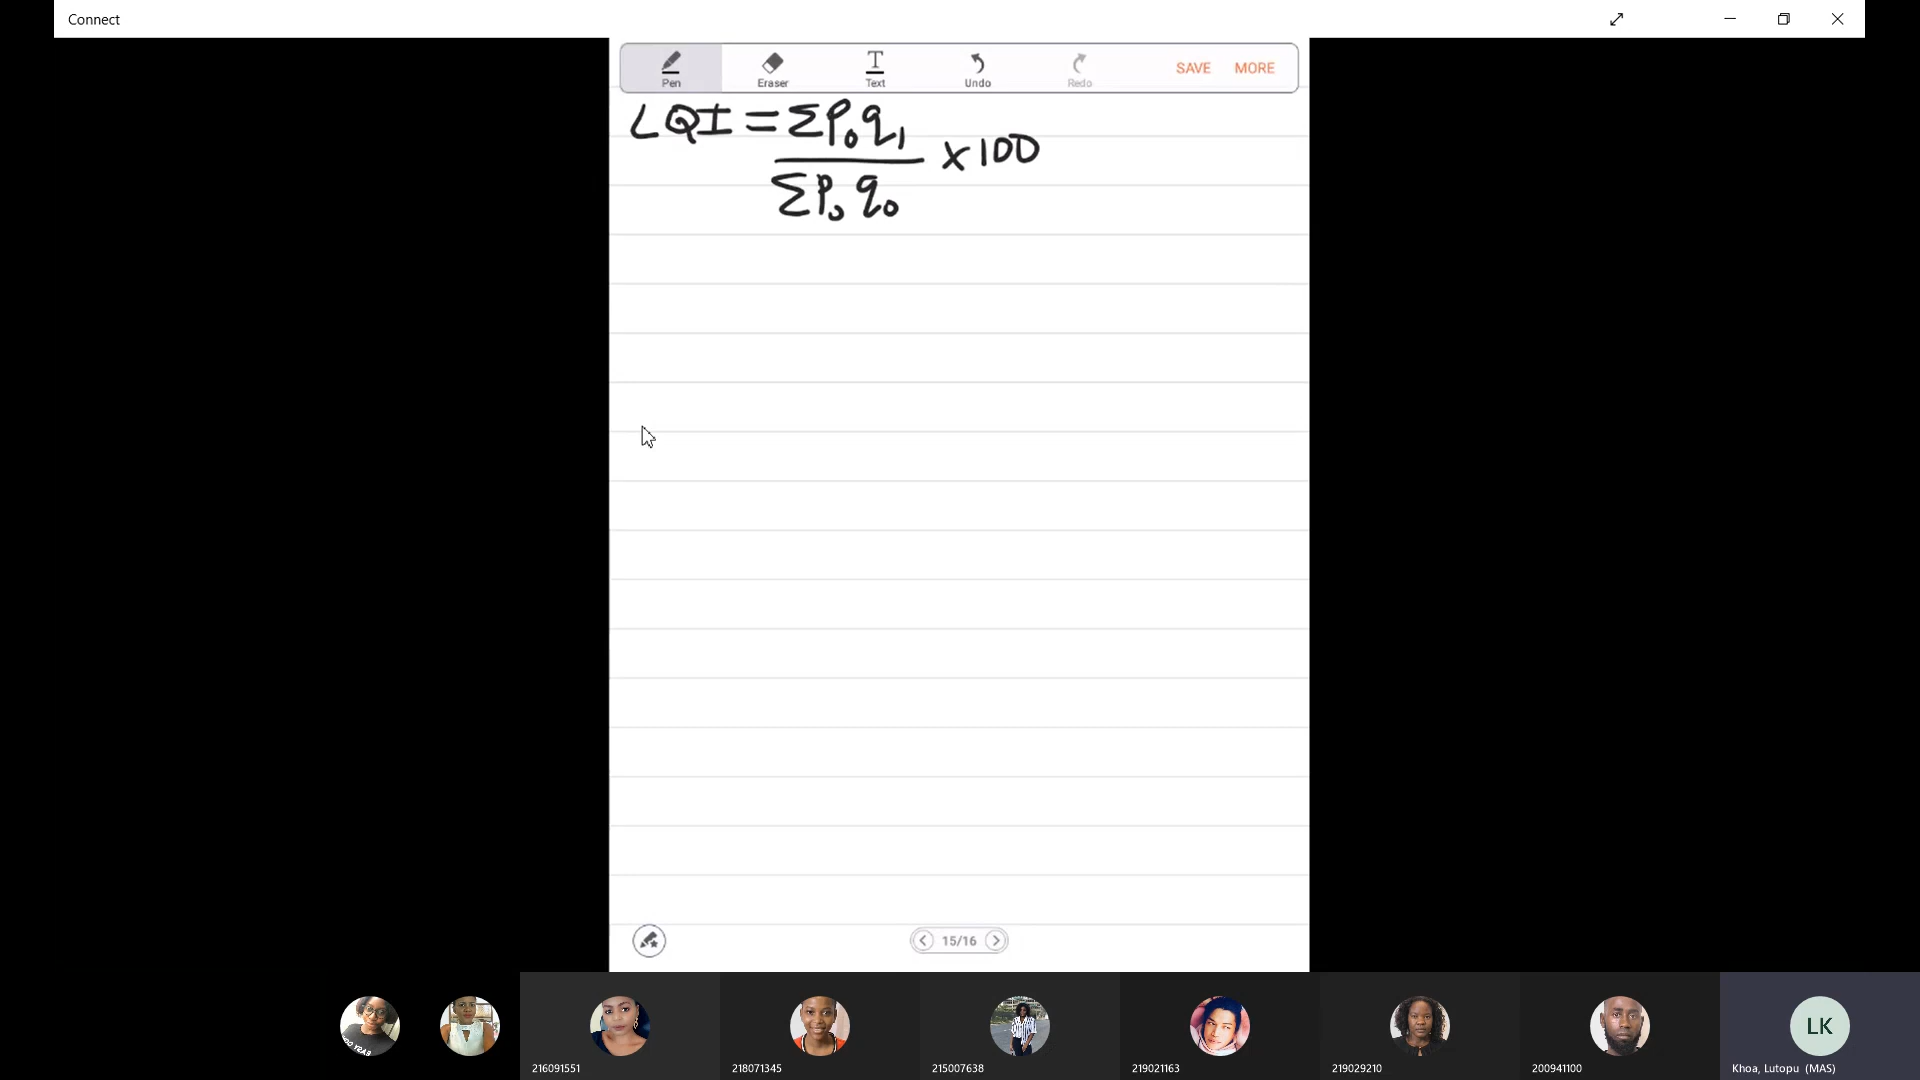 Connect
Pen Eraser Text Undo Redo SAVE MORE
LQI = Σp₀q₁
x 100
Σp₀q₀
15/16
216091551 218071345 215007638 219021163 219029210 200941100 Khoa, Lutopu (MAS)
LK